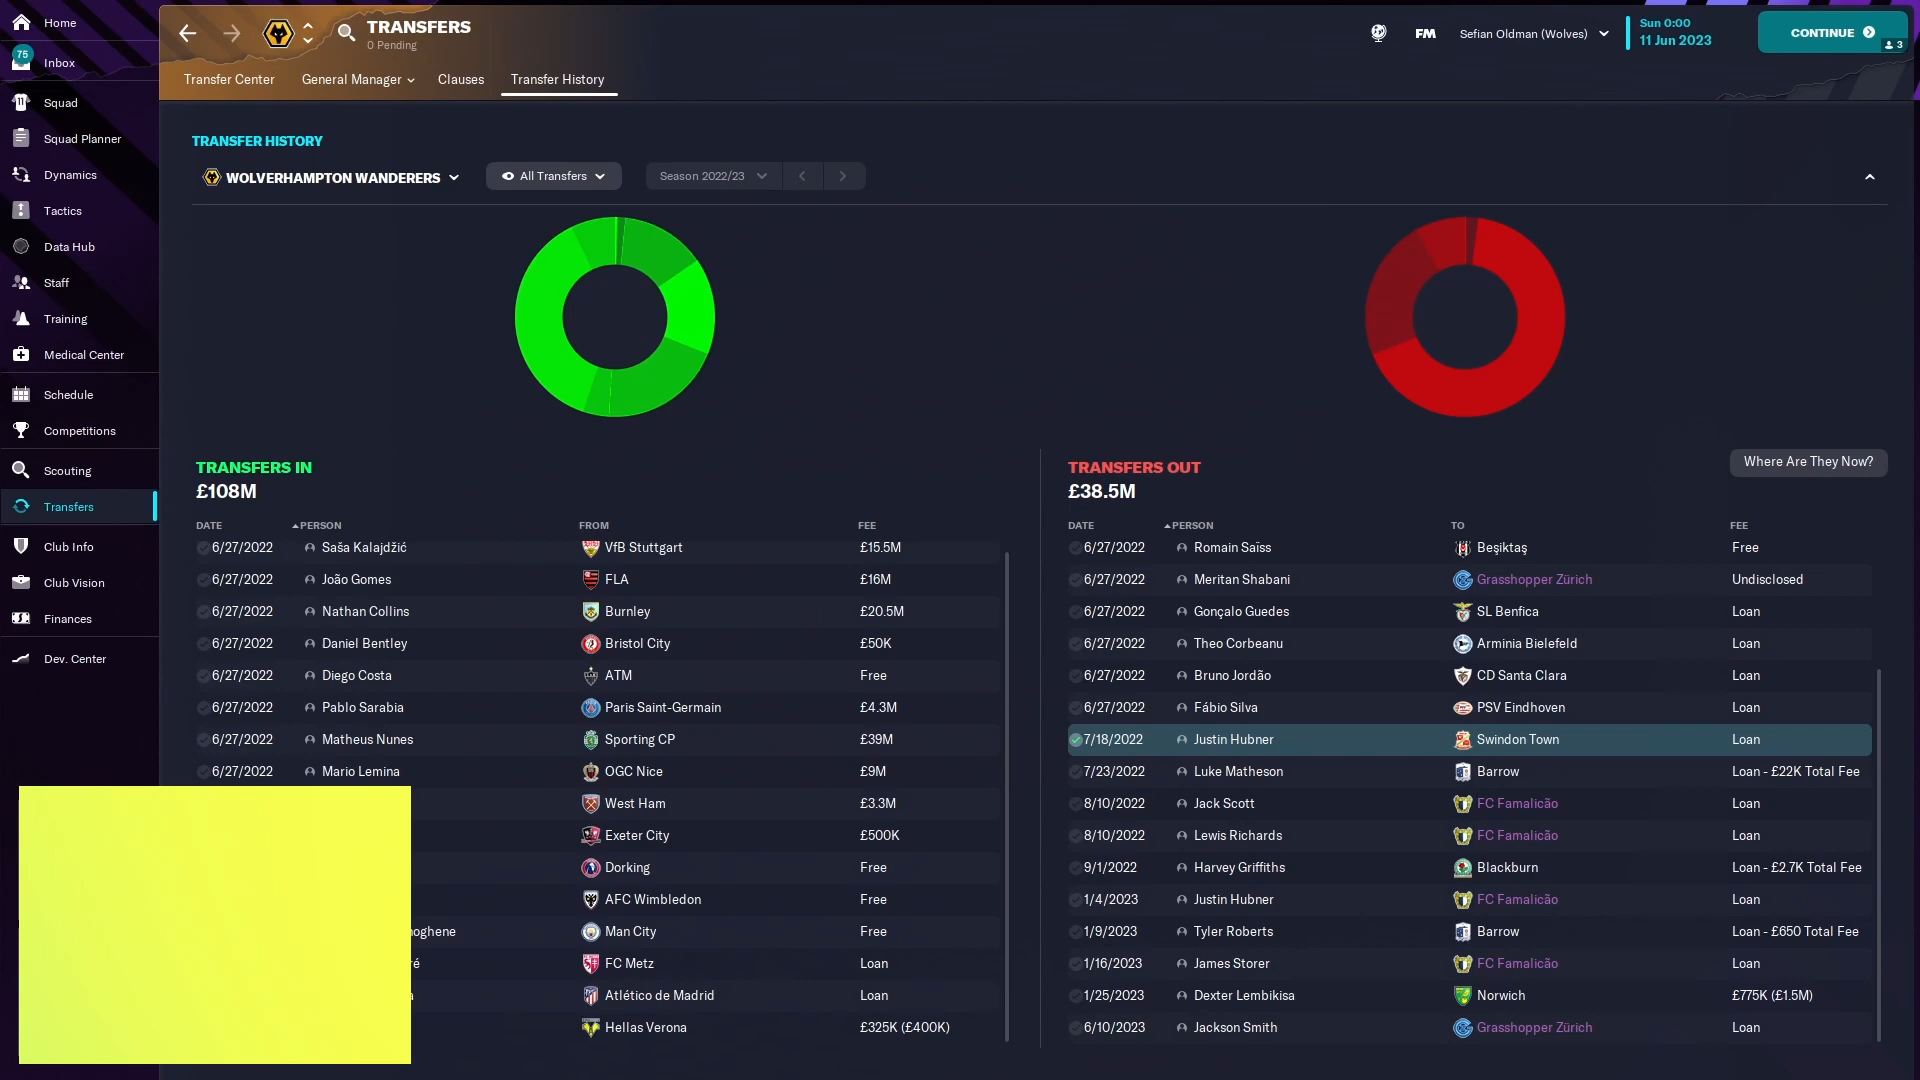 Home
75
Inbox
Squad
Squad Planner
Dynamics
Tactics
Data Hub
Staff
Training
Medical Center
Schedule
Competitions
Scouting
Transfers
Club Info
Club Vision
Finances
Dev. Center
TRANSFERS
0 Pending
FM
Sefian Oldman (Wolves)
Sun 0:00
11 Jun 2023
CONTINUE
3
Transfer Center
General Manager
Clauses
Transfer History
TRANSFER HISTORY
WOLVERHAMPTON WANDERERS
All Transfers
Season 2022/23
TRANSFERS IN
£108M
DATE PERSON FROM FEE
6/27/2022 Saša Kalajdžić VfB Stuttgart £15.5M
6/27/2022 João Gomes FLA £16M
6/27/2022 Nathan Collins Burnley £20.5M
6/27/2022 Daniel Bentley Bristol City £50K
6/27/2022 Diego Costa ATM Free
6/27/2022 Pablo Sarabia Paris Saint-Germain £4.3M
6/27/2022 Matheus Nunes Sporting CP £39M
6/27/2022 Mario Lemina OGC Nice £9M
West Ham £3.3M
Exeter City £500K
Dorking Free
AFC Wimbledon Free
oghene Man City Free
ré FC Metz Loan
a Atlético de Madrid Loan
Hellas Verona £325K (£400K)
TRANSFERS OUT
£38.5M
Where Are They Now?
DATE PERSON TO FEE
6/27/2022 Romain Saïss Beşiktaş Free
6/27/2022 Meritan Shabani Grasshopper Zürich Undisclosed
6/27/2022 Gonçalo Guedes SL Benfica Loan
6/27/2022 Theo Corbeanu Arminia Bielefeld Loan
6/27/2022 Bruno Jordão CD Santa Clara Loan
6/27/2022 Fábio Silva PSV Eindhoven Loan
7/18/2022 Justin Hubner Swindon Town Loan
7/23/2022 Luke Matheson Barrow Loan - £22K Total Fee
8/10/2022 Jack Scott FC Famalicão Loan
8/10/2022 Lewis Richards FC Famalicão Loan
9/1/2022 Harvey Griffiths Blackburn Loan - £2.7K Total Fee
1/4/2023 Justin Hubner FC Famalicão Loan
1/9/2023 Tyler Roberts Barrow Loan - £650 Total Fee
1/16/2023 James Storer FC Famalicão Loan
1/25/2023 Dexter Lembikisa Norwich £775K (£1.5M)
6/10/2023 Jackson Smith Grasshopper Zürich Loan